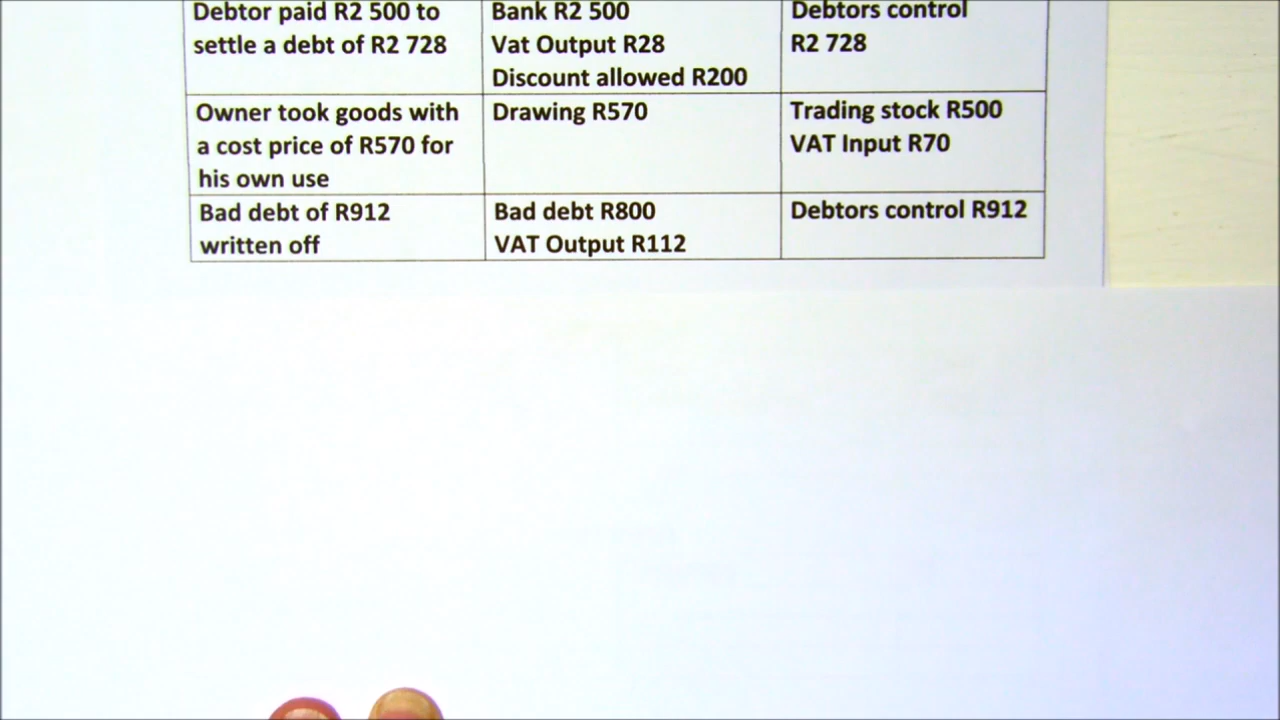 Debtor paid R2 500 to
settle a debt of R2 728
Bank R2 500
Vat Output R28
Discount allowed R200
Debtors control
R2 728
Owner took goods with
a cost price of R570 for
his own use
Drawing R570
Trading stock R500
VAT Input R70
Bad debt of R912
written off
Bad debt R800
VAT Output R112
Debtors control R912